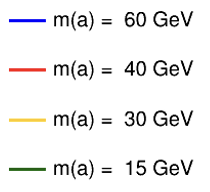 m(a) = 60 GeV
m(a) = 40 GeV
m(a) = 30 GeV
m(a) = 15 GeV